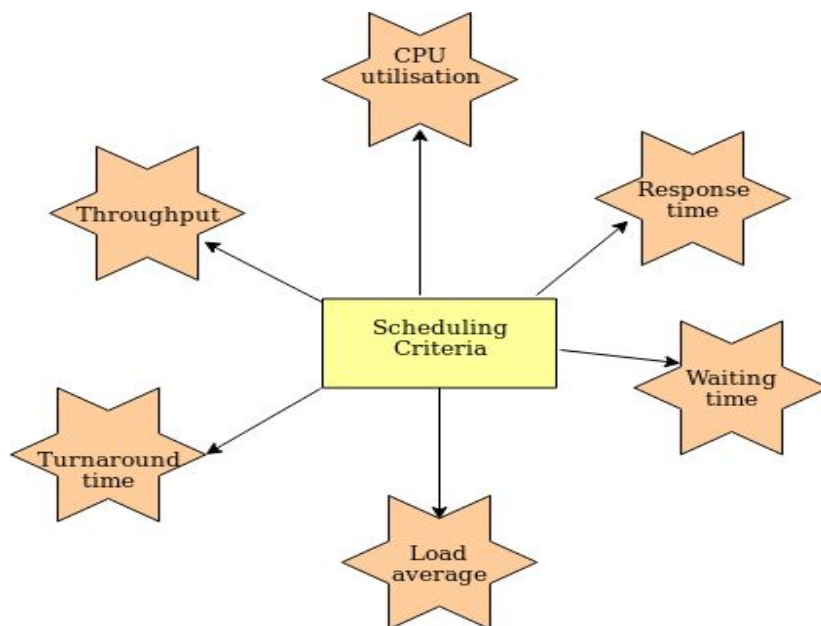 CPU
utilisation
Throughput
Response
time
Scheduling
Criteria
Waiting
time
Turnaround
time
Load
average